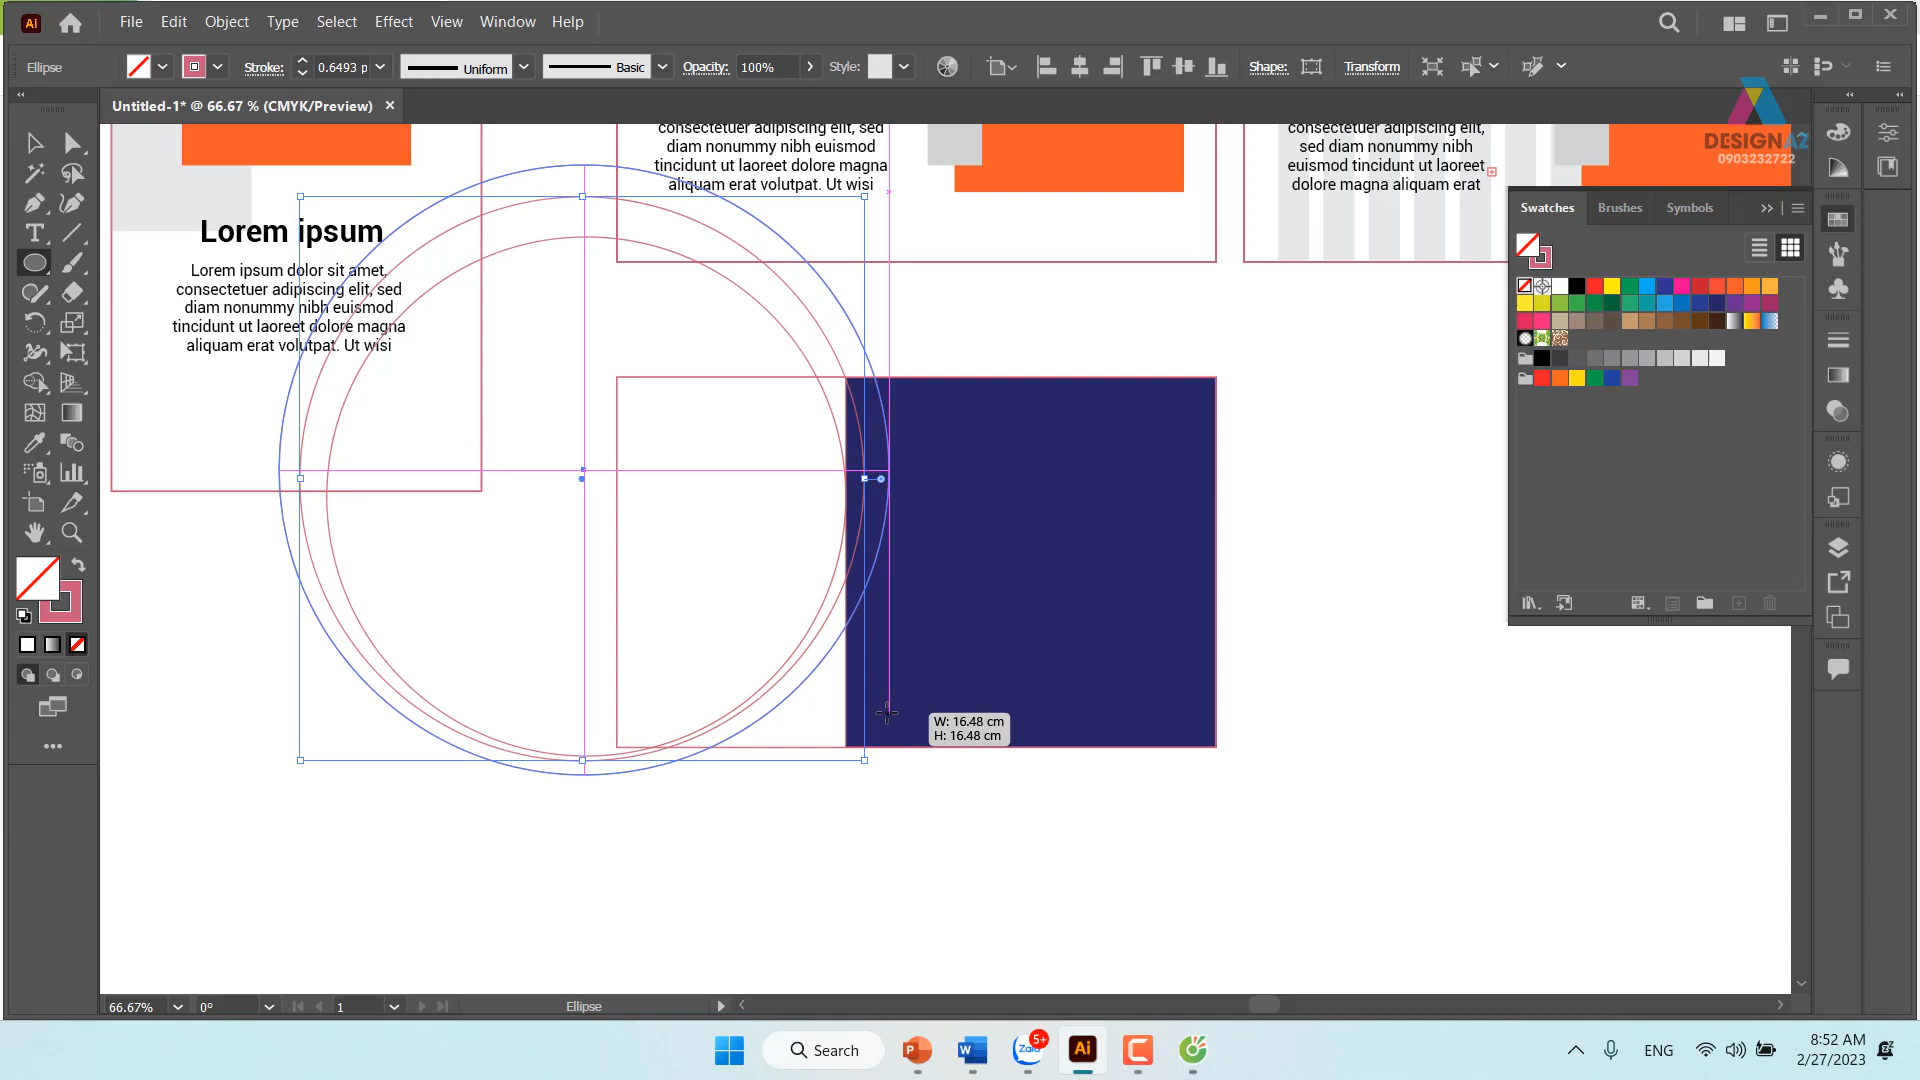 Ai File Edit Object Type Select Effect View Window Help
Ellipse Stroke: 0.6493 p Uniform Basic Opacity: 100% Style: Shape: Transform
Untitled-1* @ 66.67 % (CMYK/Preview)
DESIGNAZ
0903232722
consectetuer adipiscing elit, sed
diam nonummy nibh euismod
tincidunt ut laoreet dolore magna
aliquam erat volutpat. Ut wisi
consectetuer adipiscing elit,
sed diam nonummy nibh
euismod tincidunt ut laoreet
dolore magna aliquam erat
Lorem ipsum
Lorem ipsum dolor sit amet,
consectetuer adipiscing elit, sed
diam nonummy nibh euismod
tincidunt ut laoreet dolore magna
aliquam erat volutpat. Ut wisi
Swatches Brushes Symbols
W: 16.48 cm
H: 16.48 cm
66.67% 0° 1 Ellipse
Search 5+ Zalo Ai ENG 8:52 AM
2/27/2023